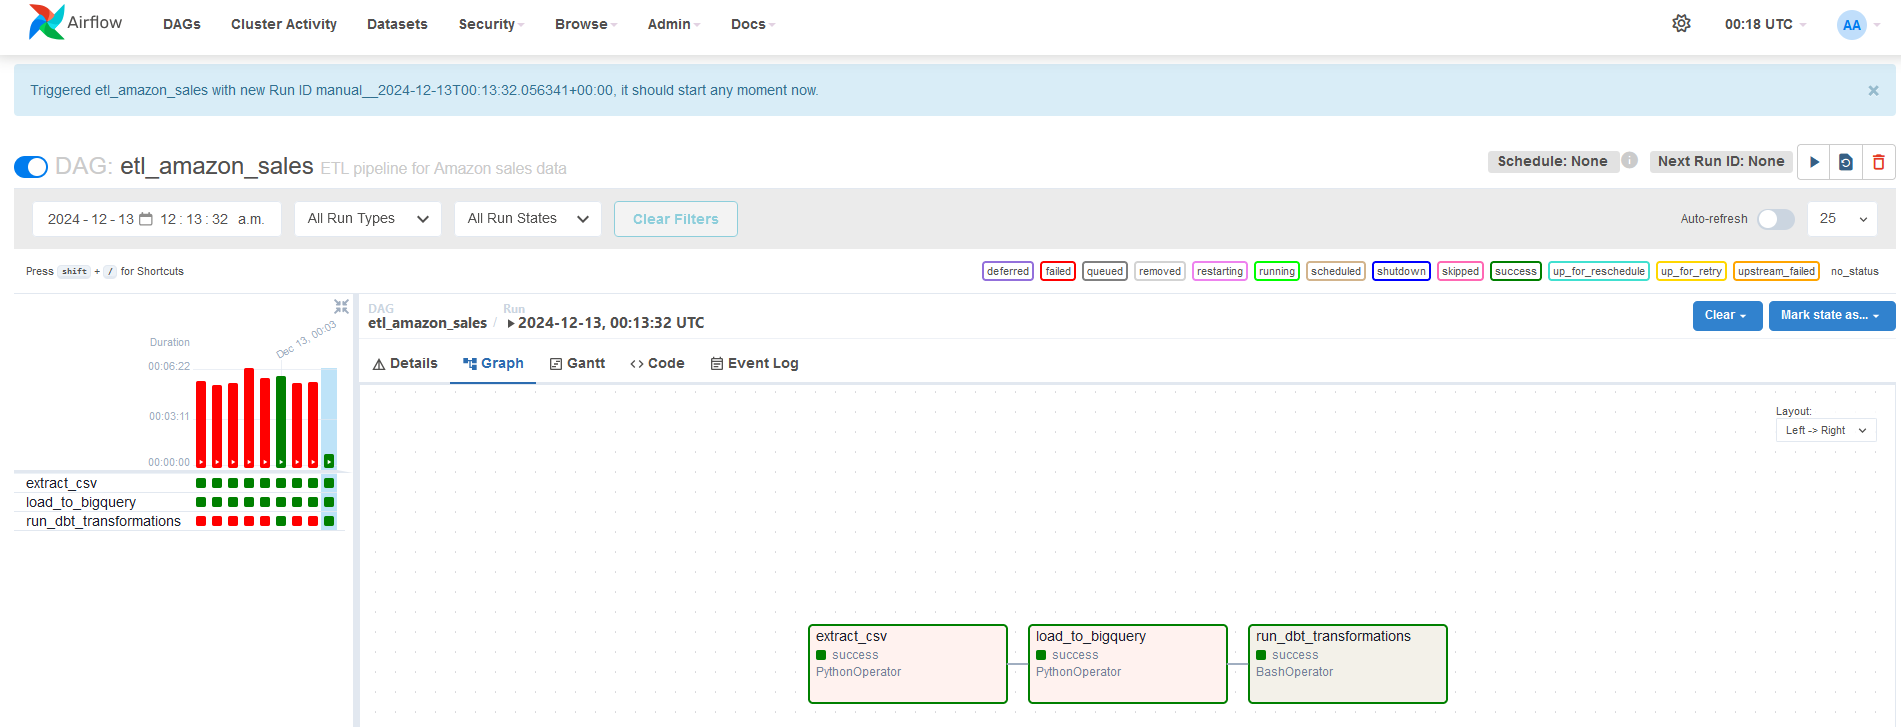 Airflow DAGs Cluster Activity Datasets Security Browse Admin Docs 00:18 UTC AA
Triggered etl_amazon_sales with new Run ID manual__2024-12-13T00:13:32.056341+00:00, it should start any moment now. ×
DAG: etl_amazon_sales ETL pipeline for Amazon sales data Schedule: None i Next Run ID: None
2024-12-13 12:13:32 a.m. All Run Types All Run States Clear Filters Auto-refresh 25
Press shift + / for Shortcuts deferred failed queued removed restarting running scheduled shutdown skipped success up_for_reschedule up_for_retry upstream_failed no_status
Dec 13, 00:03
Duration
00:06:22
00:03:11
00:00:00
extract_csv
load_to_bigquery
run_dbt_transformations
DAG Run
etl_amazon_sales / 2024-12-13, 00:13:32 UTC Clear Mark state as...
Details Graph Gantt Code Event Log
Layout:
Left -> Right
extract_csv
success
PythonOperator
load_to_bigquery
success
PythonOperator
run_dbt_transformations
success
BashOperator